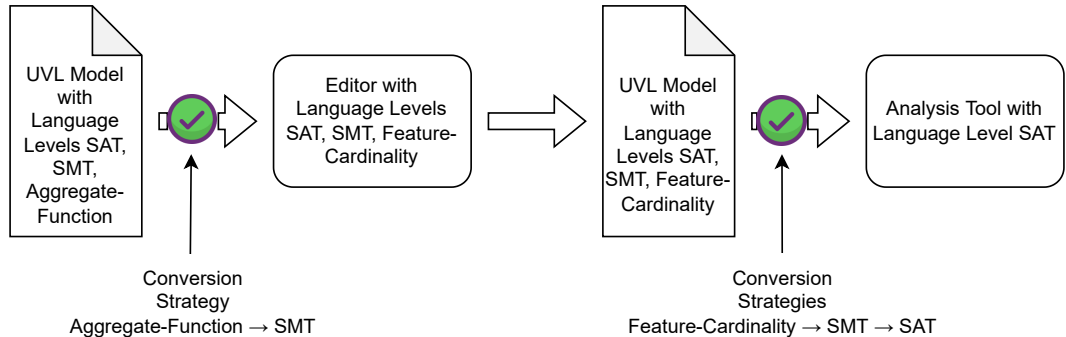 UVL Model
with
Language
Levels SAT,
SMT,
Aggregate-
Function
Editor with
Language Levels
SAT, SMT, Feature-
Cardinality
UVL Model
with
Language
Levels SAT,
SMT, Feature-
Cardinality
Analysis Tool with
Language Level SAT
Conversion
Strategy
Aggregate-Function → SMT
Conversion
Strategies
Feature-Cardinality → SMT → SAT